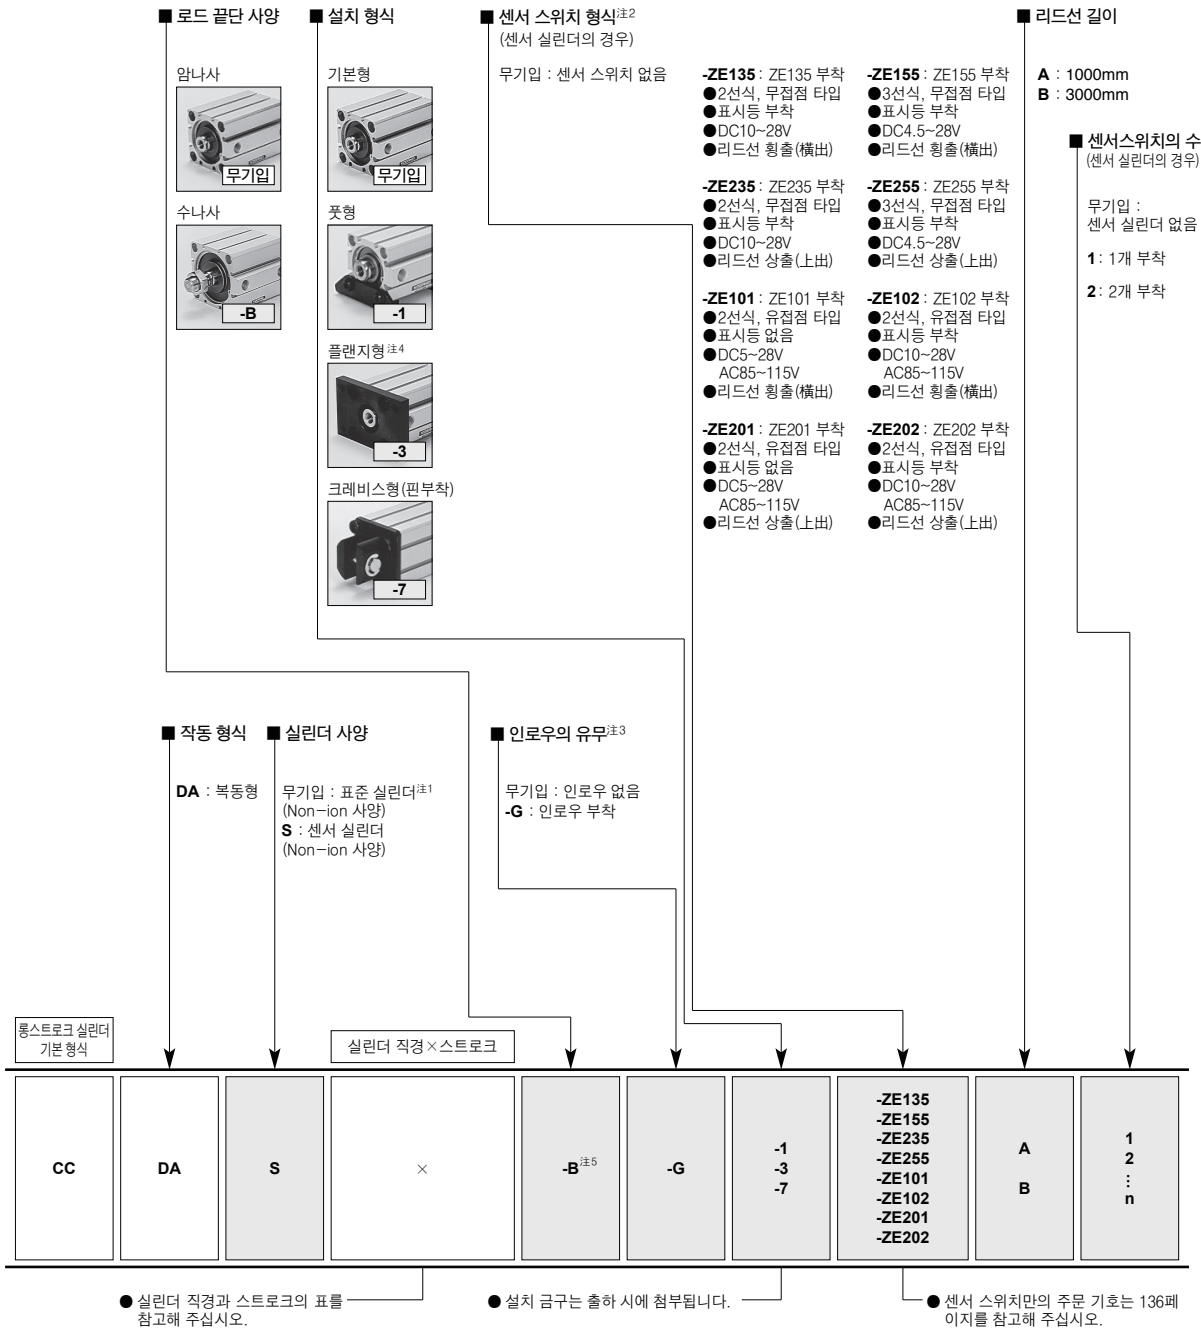 ■ 로드 끝단 사양
암나사
무기입
수나사
-B
■ 설치 형식
기본형
무기입
풋형
-1
플랜지형注4
-3
크레비스형(핀부착)
-7
■ 센서 스위치 형식注2
(센서 실린더의 경우)
무기입 : 센서 스위치 없음
-ZE135 : ZE135 부착
●2선식, 무접점 타입
●표시등 부착
●DC10~28V
●리드선 횡출(橫出)
-ZE155 : ZE155 부착
●3선식, 무접점 타입
●표시등 부착
●DC4.5~28V
●리드선 횡출(橫出)
-ZE235 : ZE235 부착
●2선식, 무접점 타입
●표시등 부착
●DC10~28V
●리드선 상출(上出)
-ZE255 : ZE255 부착
●3선식, 무접점 타입
●표시등 부착
●DC4.5~28V
●리드선 상출(上出)
-ZE101 : ZE101 부착
●2선식, 유접점 타입
●표시등 없음
●DC5~28V
AC85~115V
●리드선 횡출(橫出)
-ZE102 : ZE102 부착
●2선식, 유접점 타입
●표시등 부착
●DC10~28V
AC85~115V
●리드선 횡출(橫出)
-ZE201 : ZE201 부착
●2선식, 유접점 타입
●표시등 없음
●DC5~28V
AC85~115V
●리드선 상출(上出)
-ZE202 : ZE202 부착
●2선식, 유접점 타입
●표시등 부착
●DC10~28V
AC85~115V
●리드선 상출(上出)
■ 리드선 길이
A : 1000mm
B : 3000mm
■ 센서스위치의 수
(센서 실린더의 경우)
무기입 :
센서 실린더 없음
1 : 1개 부착
2 : 2개 부착
■ 작동 형식
DA : 복동형
■ 실린더 사양
무기입 : 표준 실린더注1
(Non-ion 사양)
S : 센서 실린더
(Non-ion 사양)
■ 인로우의 유무注3
무기입 : 인로우 없음
-G : 인로우 부착
롱스트로크 실린더
기본 형식
실린더 직경×스트로크
CC
DA
S
×
-B注5
-G
-1
-3
-7
-ZE135
-ZE155
-ZE235
-ZE255
-ZE101
-ZE102
-ZE201
-ZE202
A
B
1
2
⋮
n
● 실린더 직경과 스트로크의 표를
참고해 주십시오.
● 설치 금구는 출하 시에 첨부됩니다.
● 센서 스위치만의 주문 기호는 136페
이지를 참고해 주십시오.